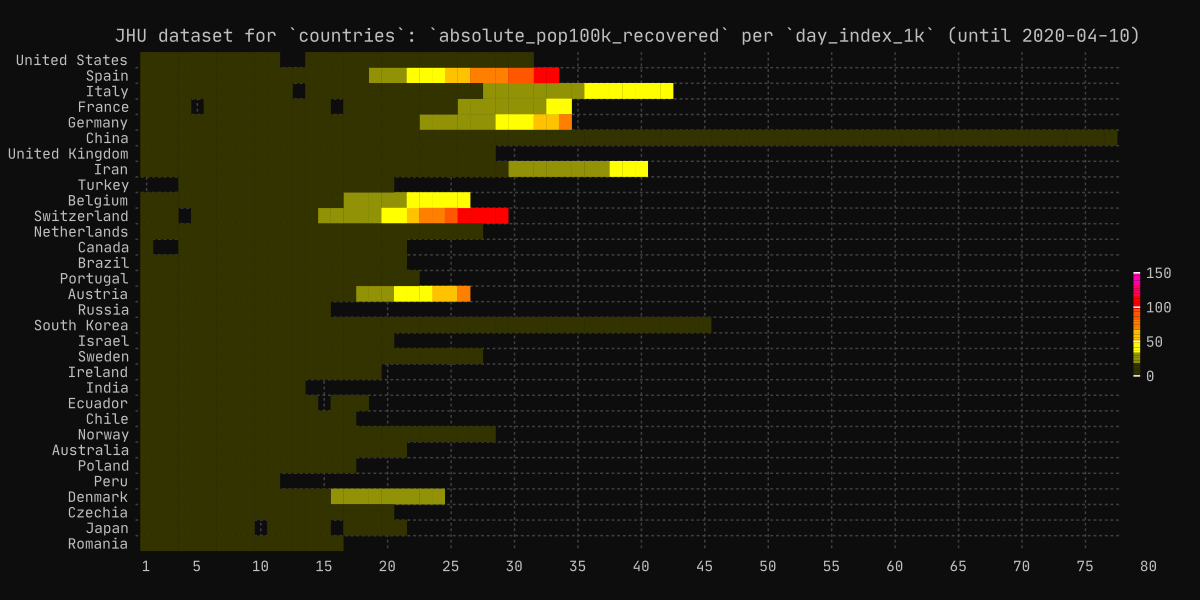 JHU dataset for `countries`: `absolute_pop100k_recovered` per `day_index_1k` (until 2020-04-10)
United States
Spain
Italy
France
Germany
China
United Kingdom
Iran
Turkey
Belgium
Switzerland
Netherlands
Canada
Brazil
Portugal
Austria
Russia
South Korea
Israel
Sweden
Ireland
India
Ecuador
Chile
Norway
Australia
Poland
Peru
Denmark
Czechia
Japan
Romania
1 5 10 15 20 25 30 35 40 45 50 55 60 65 70 75 80
150
100
50
0